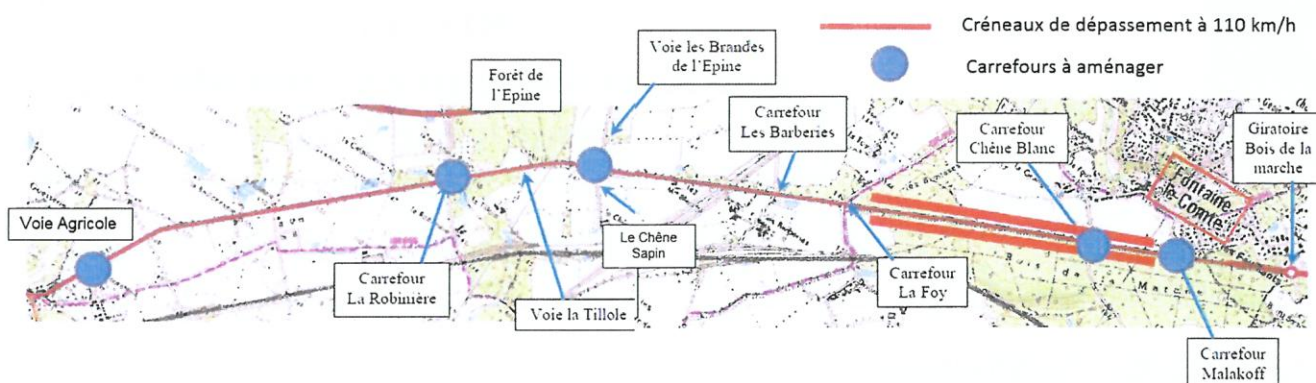 Créneaux de dépassement à 110 km/h
Carrefours à aménager
Voie les Brandes
de l'Epine
Forêt de
l'Epine
Carrefour
Les Barberies
Carrefour
Chêne Blanc
Giratoire
Bois de la
marche
Fontaine
le-Comte
Voie Agricole
Le Chêne
Sapin
Carrefour
La Robinière
Voie la Tillole
Carrefour
La Foy
Carrefour
Malakoff